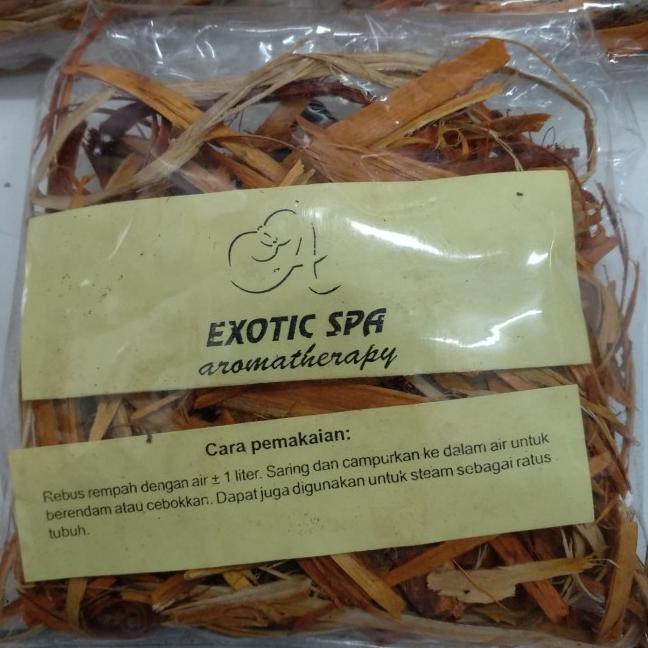 EXOTIC SPA
aromatherapy
Cara pemakaian:
Rebus rempah dengan air ± 1 liter. Saring dan campurkan ke dalam air untuk
berendam atau cebokkan. Dapat juga digunakan untuk steam sebagai ratus
tubuh.